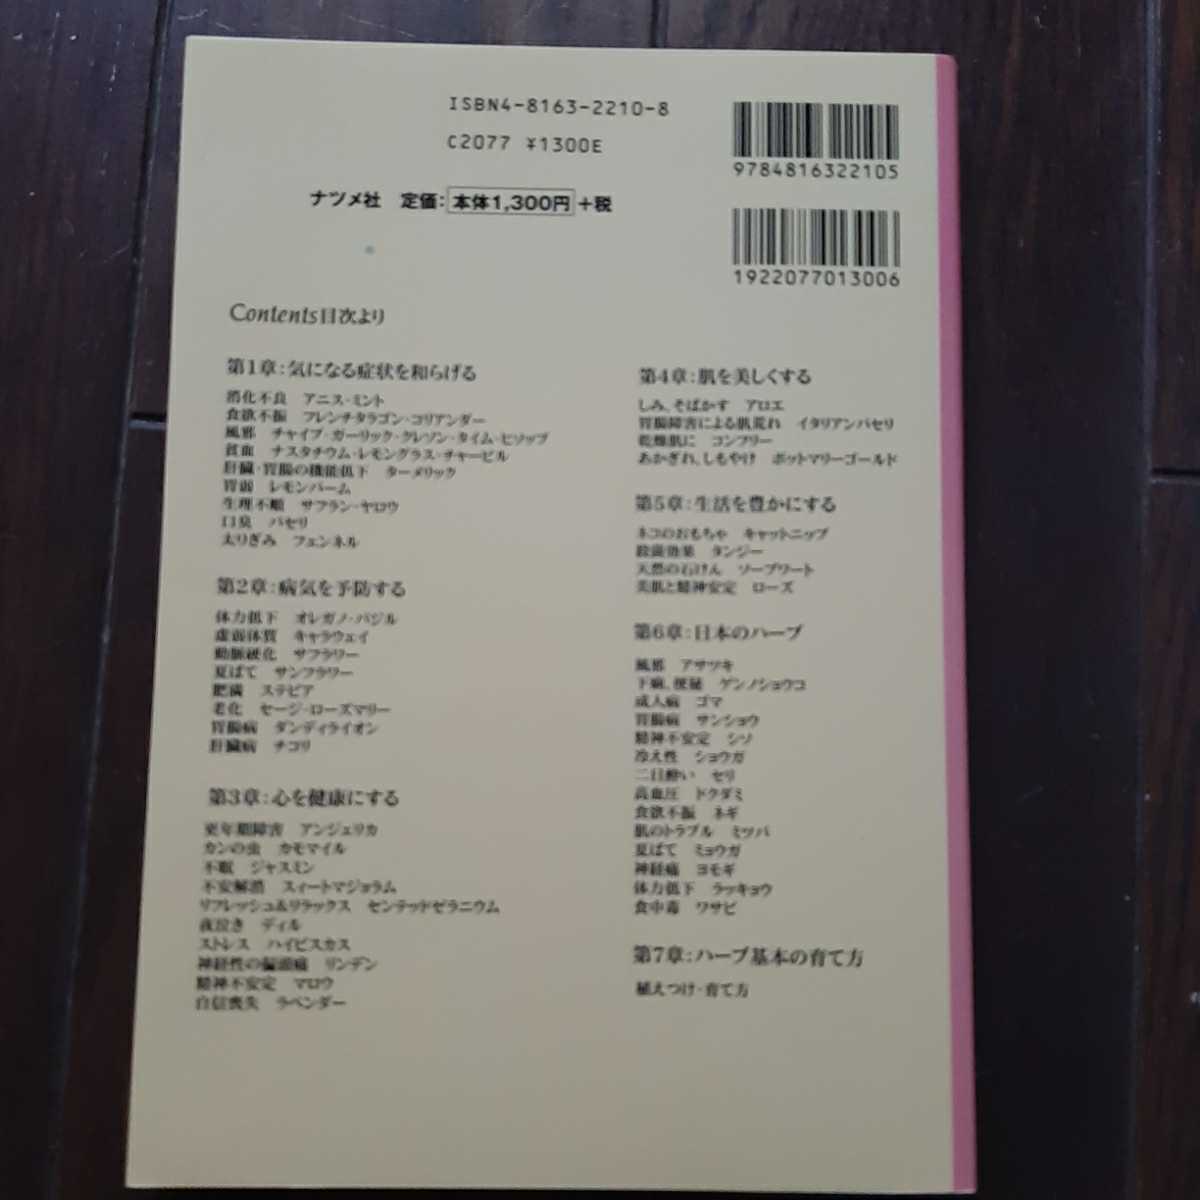 ISBN4-8163-2210-8
C2077 ¥1300E
9784816322105
ナツメ社 定価: 本体1,300円 +税
1922077013006
Contents目次より
第1章:気になる症状を和らげる
消化不良 アニス・ミント
食欲不振 フレンチタラゴン・コリアンダー
風邪 チャイブ・ガーリック・クレソン・タイム・ヒソップ
貧血 ナスタチウム・レモングラス・チャービル
肝臓・胃腸の機能低下 ターメリック
胃弱 レモンバーム
生理不順 サフラン・ヤロウ
口臭 パセリ
太りぎみ フェンネル
第2章:病気を予防する
体力低下 オレガノ・バジル
虚弱体質 キャラウェイ
動脈硬化 サフラワー
夏ばて サンフラワー
肥満 ステビア
老化 セージ・ローズマリー
胃腸病 ダンディライオン
肝臓病 チコリ
第3章:心を健康にする
更年期障害 アンジェリカ
カンの虫 カモマイル
不眠 ジャスミン
不安解消 スィートマジョラム
リフレッシュ&リラックス センテッドゼラニウム
夜泣き ディル
ストレス ハイビスカス
神経性の偏頭痛 リンデン
精神不安定 マロウ
自信喪失 ラベンダー
第4章:肌を美しくする
しみ、そばかす アロエ
胃腸障害による肌荒れ イタリアンパセリ
乾燥肌に コンフリー
あかぎれ、しもやけ ポットマリーゴールド
第5章:生活を豊かにする
ネコのおもちゃ キャットニップ
殺菌効果 タンジー
天然の石けん ソープワート
美肌と精神安定 ローズ
第6章:日本のハーブ
風邪 アサツキ
下痢、便秘 ゲンノショウコ
成人病 ゴマ
胃腸病 サンショウ
精神不安定 シソ
冷え性 ショウガ
二日酔い セリ
高血圧 ドクダミ
食欲不振 ネギ
肌のトラブル ミツバ
夏ばて ミョウガ
神経痛 ヨモギ
体力低下 ラッキョウ
食中毒 ワサビ
第7章:ハーブ基本の育て方
植えつけ・育て方